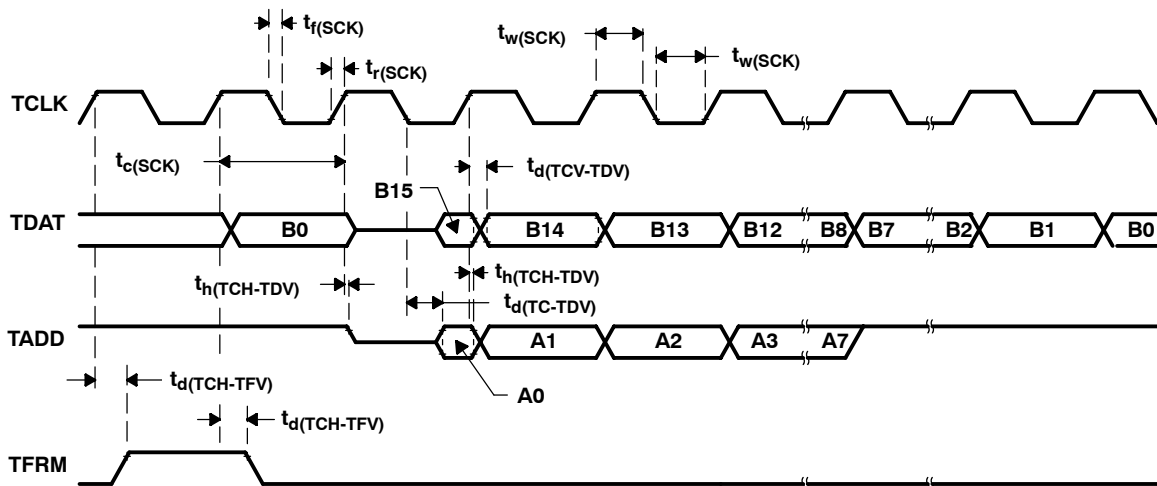 tf(SCK)
tw(SCK)
tw(SCK)
tr(SCK)
TCLK
tc(SCK)
td(TCV-TDV)
B15
TDAT
B0
B14
B13
B12
B8
B7
B2
B1
B0
th(TCH-TDV)
th(TCH-TDV)
td(TC-TDV)
TADD
A1
A2
A3
A7
td(TCH-TFV)
A0
td(TCH-TFV)
TFRM